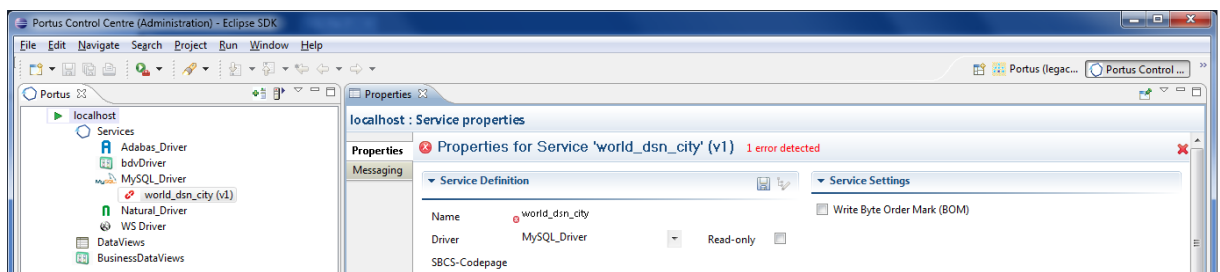 Portus Control Centre (Administration) - Eclipse SDK
File Edit Navigate Search Project Run Window Help
Portus (legac... Portus Control ...
Portus
localhost
Services
Adabas_Driver
bdvDriver
MySQL_Driver
world_dsn_city (v1)
Natural_Driver
WS Driver
DataViews
BusinessDataViews
Properties
localhost : Service properties
Properties
Messaging
Properties for Service 'world_dsn_city' (v1) 1 error detected
Service Definition
Name world_dsn_city
Driver MySQL_Driver Read-only
SBCS-Codepage
Service Settings
Write Byte Order Mark (BOM)